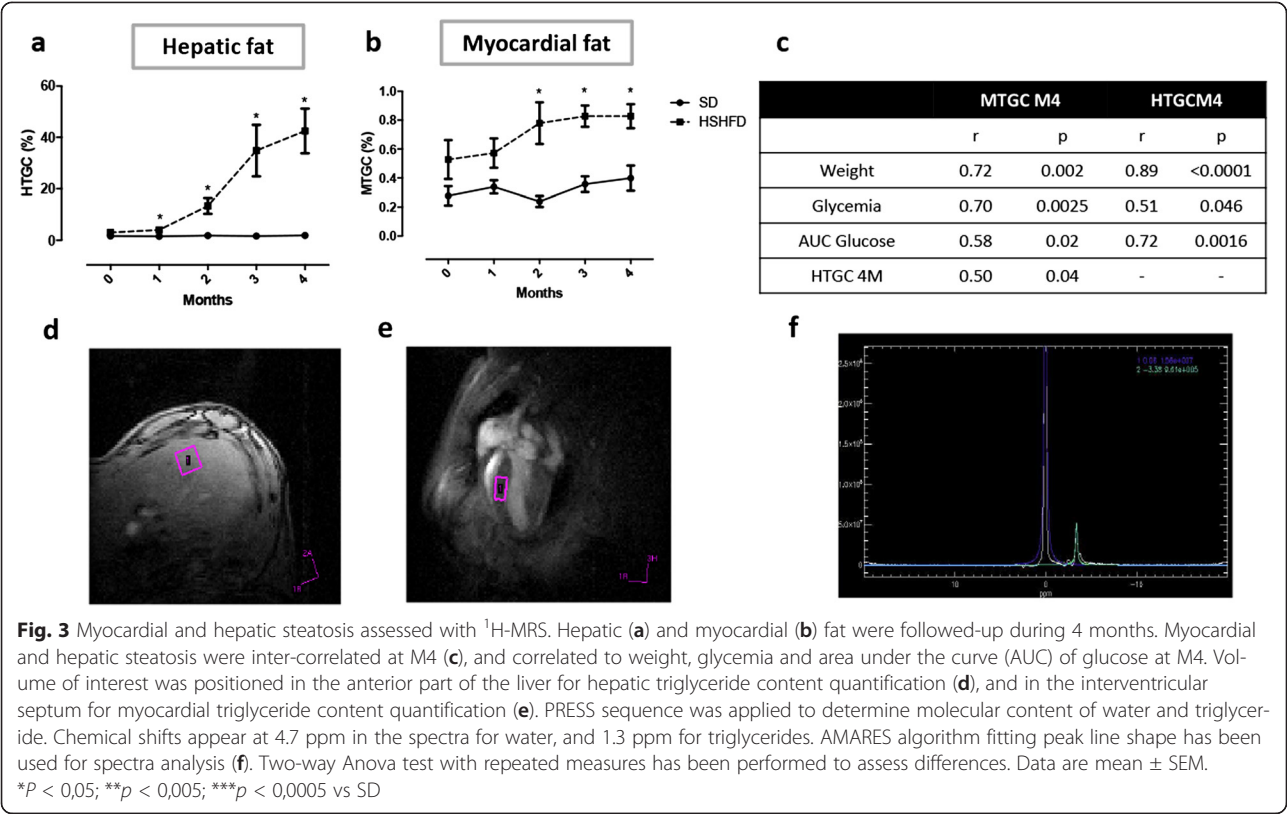 a
Hepatic fat
b
Myocardial fat
c
60
40
20
0
HTGC (%)
* * * *
0 1 2 3 4
Months
1.0
0.8
0.6
0.4
0.2
0.0
MTGC (%)
* * *
0 1 2 3 4
Months
SD
HSHFD
MTGC M4 HTGCM4
r p r p
Weight 0.72 0.002 0.89 <0.0001
Glycemia 0.70 0.0025 0.51 0.046
AUC Glucose 0.58 0.02 0.72 0.0016
HTGC 4M 0.50 0.04 - -
d
e
f
10 0 -10
ppm
Fig. 3 Myocardial and hepatic steatosis assessed with ¹H-MRS. Hepatic (a) and myocardial (b) fat were followed-up during 4 months. Myocardial
and hepatic steatosis were inter-correlated at M4 (c), and correlated to weight, glycemia and area under the curve (AUC) of glucose at M4. Vol-
ume of interest was positioned in the anterior part of the liver for hepatic triglyceride content quantification (d), and in the interventricular
septum for myocardial triglyceride content quantification (e). PRESS sequence was applied to determine molecular content of water and triglycer-
ide. Chemical shifts appear at 4.7 ppm in the spectra for water, and 1.3 ppm for triglycerides. AMARES algorithm fitting peak line shape has been
used for spectra analysis (f). Two-way Anova test with repeated measures has been performed to assess differences. Data are mean ± SEM.
*P < 0,05; **p < 0,005; ***p < 0,0005 vs SD